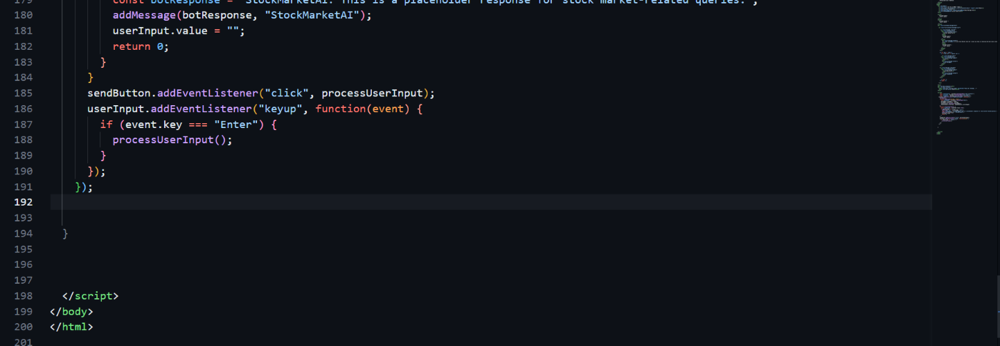 179 const botResponse = "StockMarketAI: This is a placeholder response for stock market-related queries.";
180 addMessage(botResponse, "StockMarketAI");
181 userInput.value = "";
182 return 0;
183 }
184 }
185 sendButton.addEventListener("click", processUserInput);
186 userInput.addEventListener("keyup", function(event) {
187 if (event.key === "Enter") {
188 processUserInput();
189 }
190 });
191 });
192
193
194 }
195
196
197
198 </script>
199 </body>
200 </html>
201